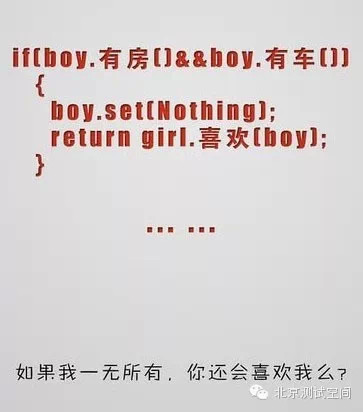 if(boy.有房()&&boy.有车())
{
boy.set(Nothing);
return girl.喜欢(boy);
}
... ...
如果我一无所有，你还会喜欢我么？
北京测试空间